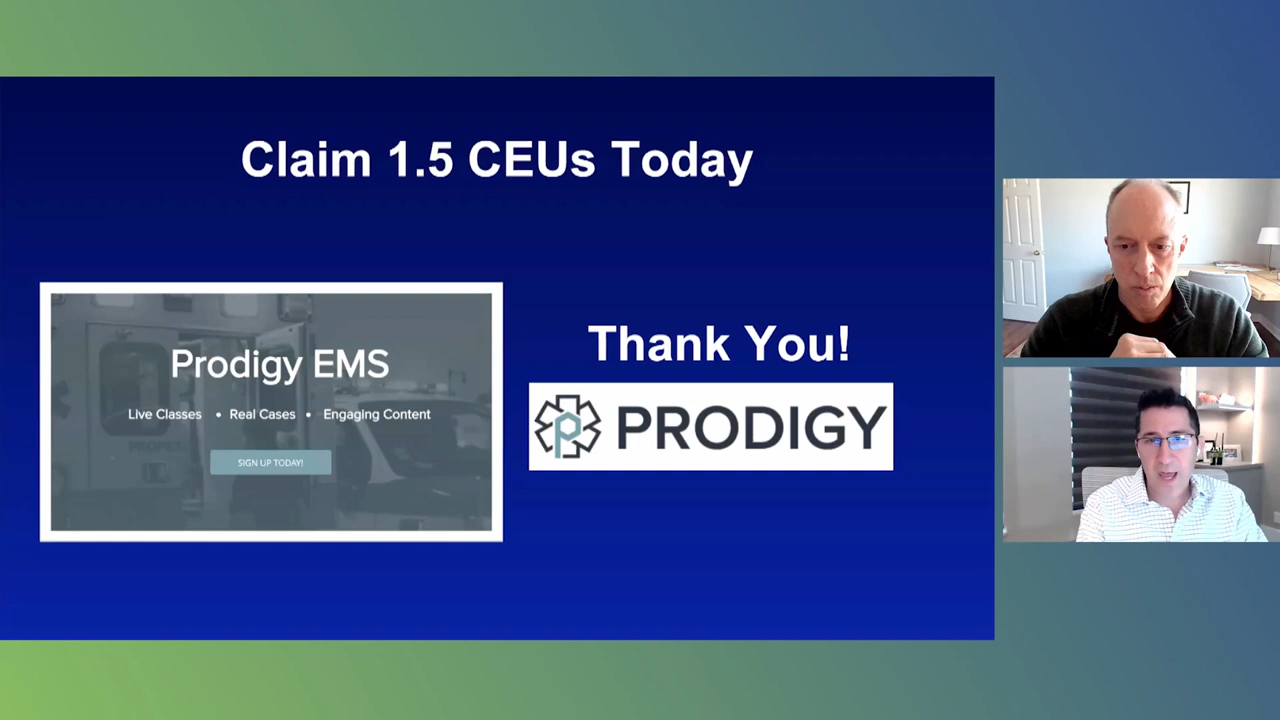 Claim 1.5 CEUs Today
Prodigy EMS
Live Classes • Real Cases • Engaging Content
SIGN UP TODAY!
Thank You!
PRODIGY